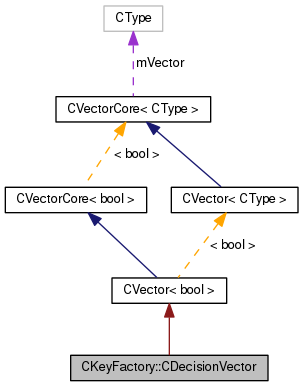 CType
mVector
CVectorCore< CType >
< bool >
CVectorCore< bool >
CVector< CType >
< bool >
CVector< bool >
CKeyFactory::CDecisionVector